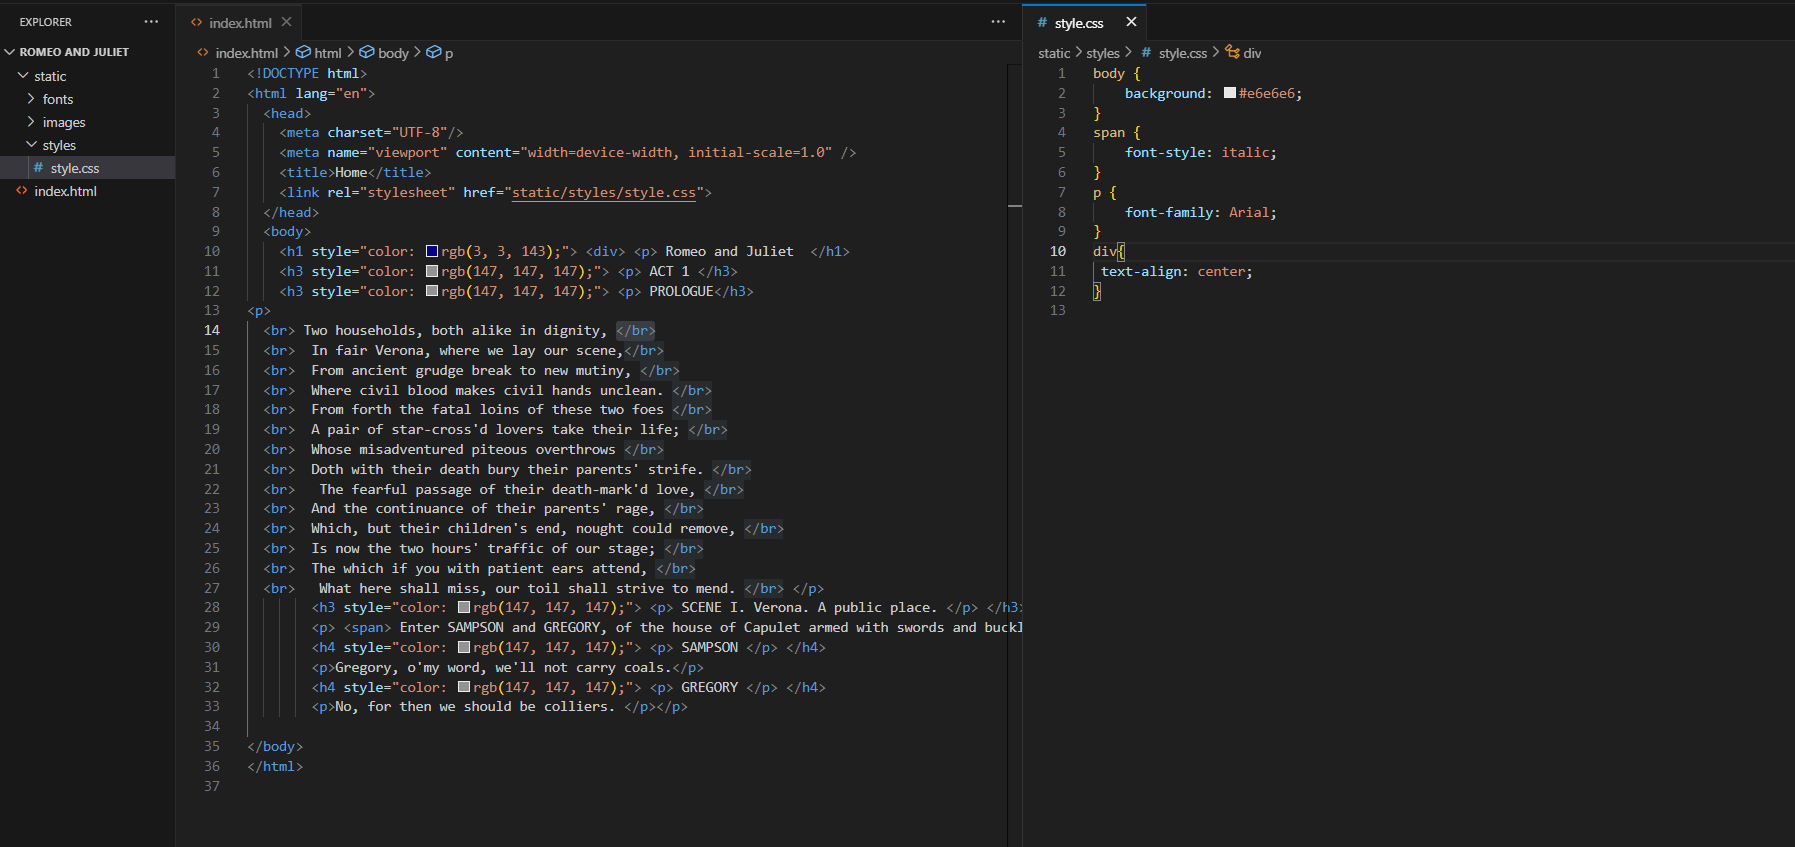 EXPLORER
ROMEO AND JULIET
static
fonts
images
styles
# style.css
<> index.html
<> index.html
<> index.html > html > body > p
1 <!DOCTYPE html>
2 <html lang="en">
3 <head>
4 <meta charset="UTF-8"/>
5 <meta name="viewport" content="width=device-width, initial-scale=1.0" />
6 <title>Home</title>
7 <link rel="stylesheet" href="static/styles/style.css">
8 </head>
9 <body>
10 <h1 style="color: rgb(3, 3, 143);"> <div> <p> Romeo and Juliet  </h1>
11 <h3 style="color: rgb(147, 147, 147);"> <p> ACT 1 </h3>
12 <h3 style="color: rgb(147, 147, 147);"> <p> PROLOGUE</h3>
13 <p>
14 <br> Two households, both alike in dignity, </br>
15 <br>  In fair Verona, where we lay our scene,</br>
16 <br>  From ancient grudge break to new mutiny, </br>
17 <br>  Where civil blood makes civil hands unclean. </br>
18 <br>  From forth the fatal loins of these two foes </br>
19 <br>  A pair of star-cross'd lovers take their life; </br>
20 <br>  Whose misadventured piteous overthrows </br>
21 <br>  Doth with their death bury their parents' strife. </br>
22 <br>   The fearful passage of their death-mark'd love, </br>
23 <br>  And the continuance of their parents' rage, </br>
24 <br>  Which, but their children's end, nought could remove, </br>
25 <br>  Is now the two hours' traffic of our stage; </br>
26 <br>  The which if you with patient ears attend, </br>
27 <br>   What here shall miss, our toil shall strive to mend. </br> </p>
28 <h3 style="color: rgb(147, 147, 147);"> <p> SCENE I. Verona. A public place. </p> </h3>
29 <p> <span> Enter SAMPSON and GREGORY, of the house of Capulet armed with swords and buckl
30 <h4 style="color: rgb(147, 147, 147);"> <p> SAMPSON </p> </h4>
31 <p>Gregory, o'my word, we'll not carry coals.</p>
32 <h4 style="color: rgb(147, 147, 147);"> <p> GREGORY </p> </h4>
33 <p>No, for then we should be colliers. </p></p>
34
35 </body>
36 </html>
37
# style.css
static > styles > # style.css > div
1 body {
2 background: #e6e6e6;
3 }
4 span {
5 font-style: italic;
6 }
7 p {
8 font-family: Arial;
9 }
10 div{
11 text-align: center;
12 }
13